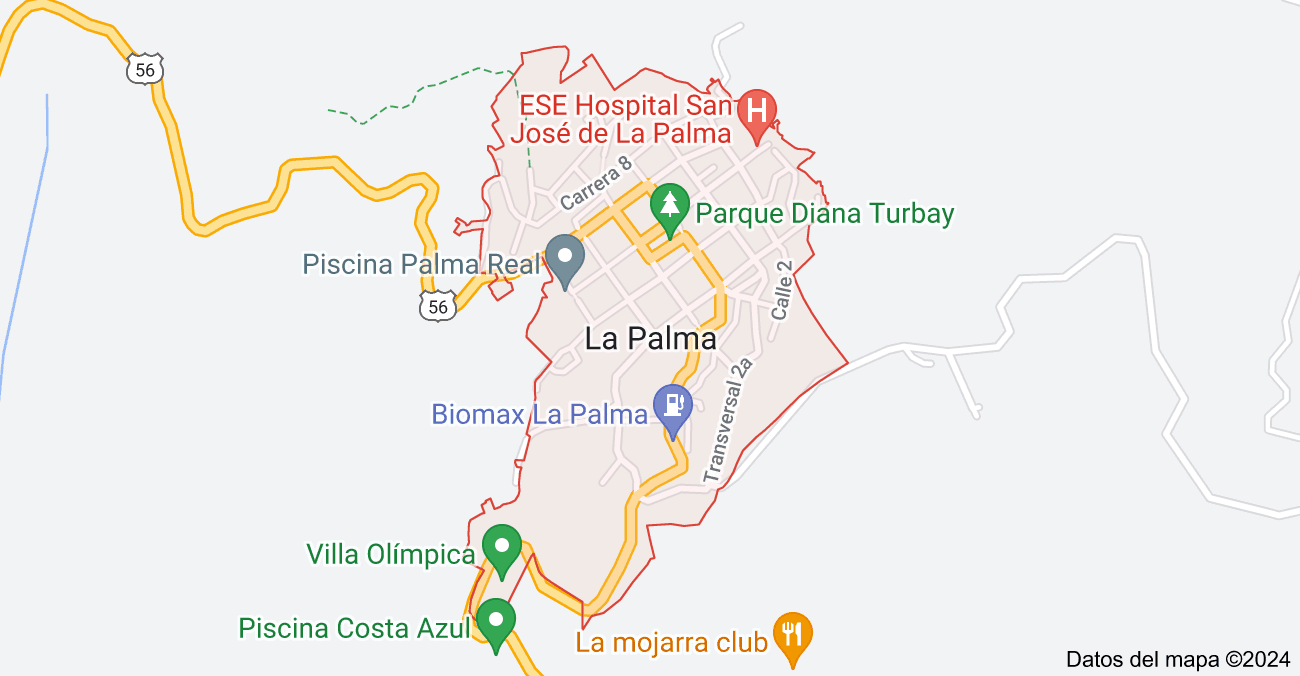 56
ESE Hospital San
José de La Palma
Carrera 8
Parque Diana Turbay
Piscina Palma Real
Calle 2
56
La Palma
Transversal 2a
Biomax La Palma
Villa Olímpica
Piscina Costa Azul
La mojarra club
Datos del mapa ©2024